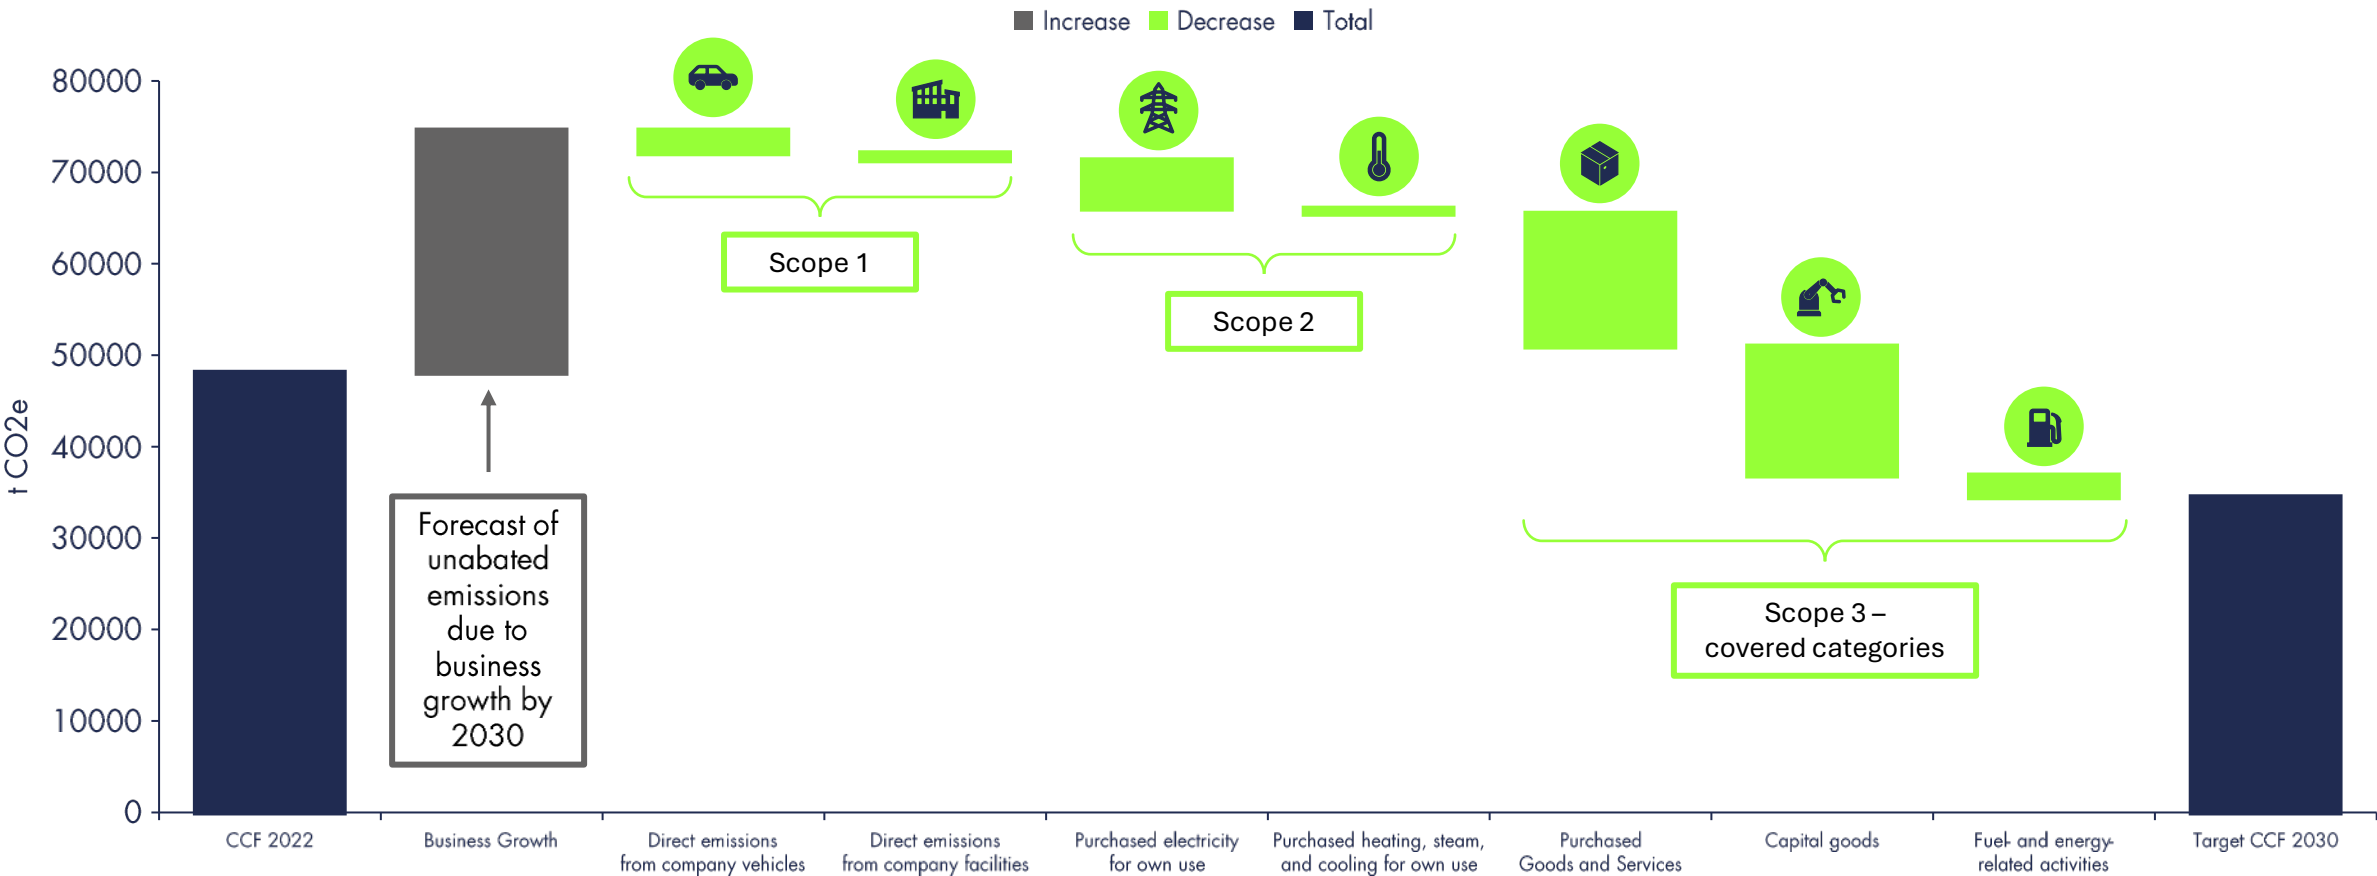 Increase Decrease Total
80000
70000
60000
50000
40000
30000
20000
10000
0
t CO2e
Scope 1
Scope 2
Forecast of
unabated
emissions
due to
business
growth by
2030
Scope 3 –
covered categories
CCF 2022
Business Growth
Direct emissions
from company vehicles
Direct emissions
from company facilities
Purchased electricity
for own use
Purchased heating, steam,
and cooling for own use
Purchased
Goods and Services
Capital goods
Fuel- and energy-
related activities
Target CCF 2030